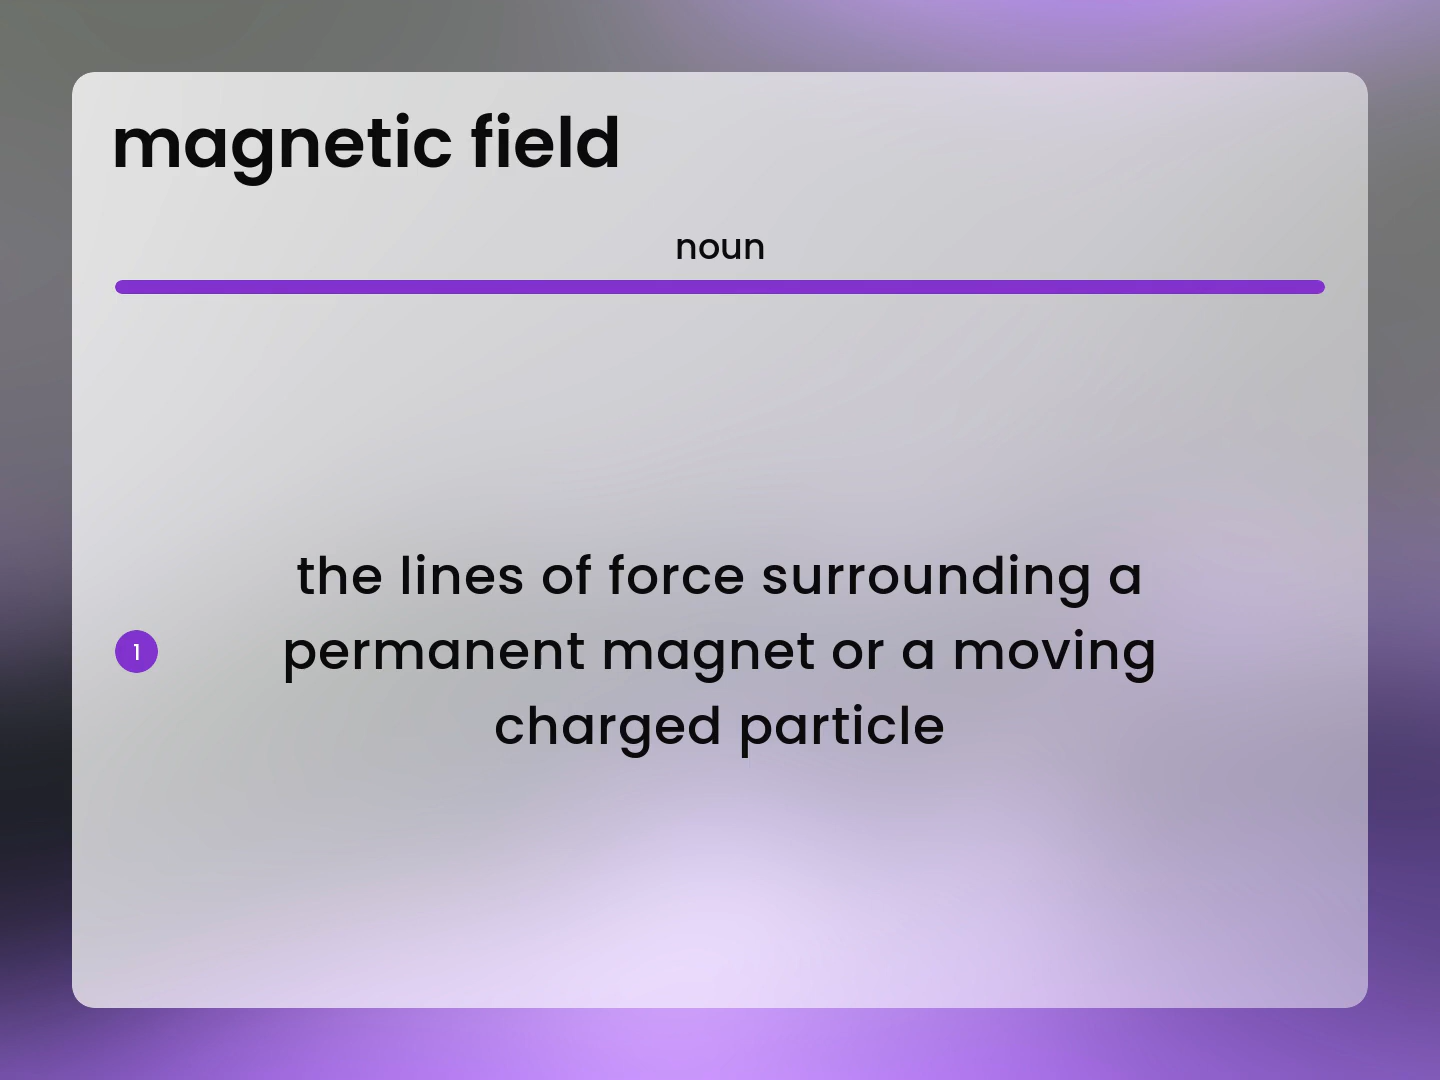 magnetic field
noun
the lines of force surrounding a
1
permanent magnet or a moving
charged particle